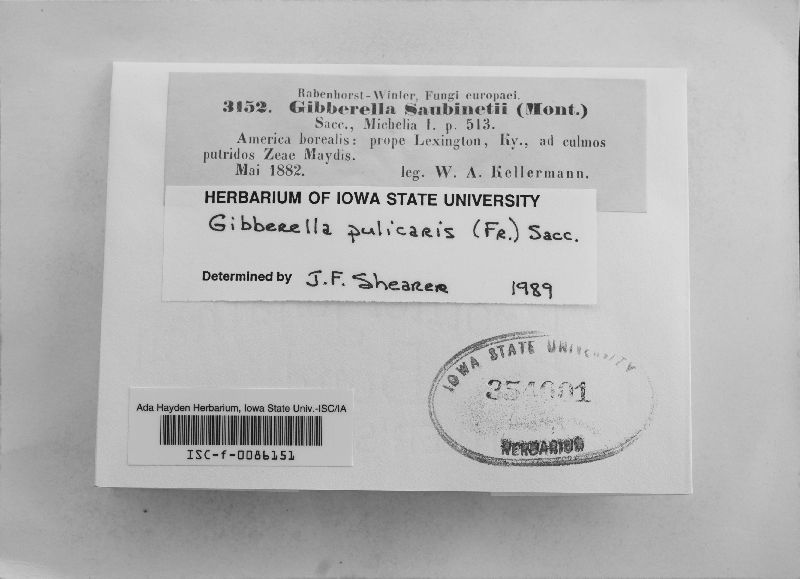 Rabenhorst-Winter, Fungi europaei.
3152. Gibberella Saubinetii (Mont.)
Sacc., Michelia I. p. 513.
America borealis: prope Lexington, Ky., ad culmos
putridos Zeae Maydis.
Mai 1882. leg. W. A. Kellermann.
HERBARIUM OF IOWA STATE UNIVERSITY
Gibberella pulicaris (Fr.) Sacc.
Determined by J.F. Shearer 1989
IOWA STATE UNIVERSITY
HERBARIUM
Ada Hayden Herbarium, Iowa State Univ.-ISC/IA
ISC-f-0086151